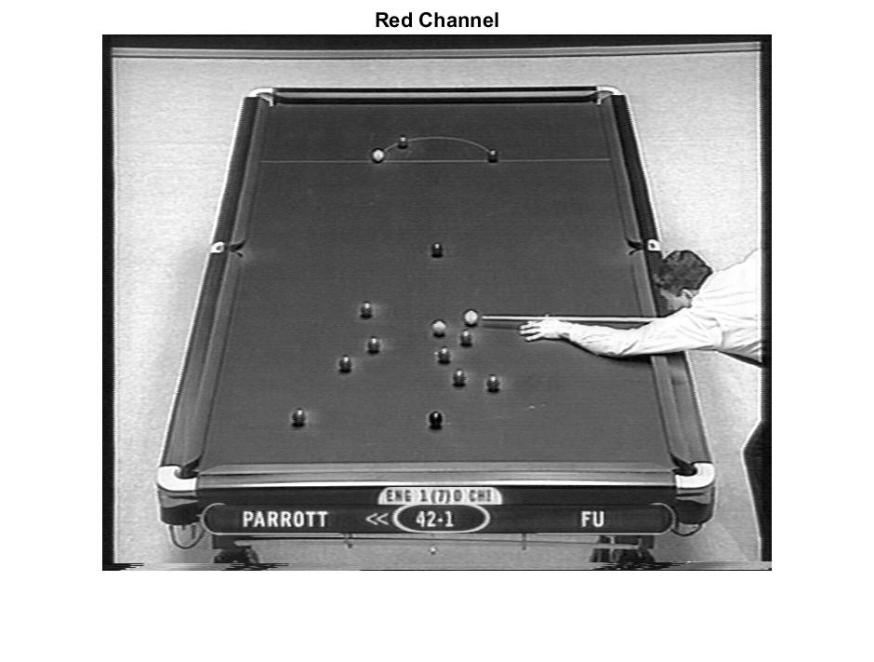 Red Channel
ENG 1(7)0 CHI
PARROTT << 42-1 FU